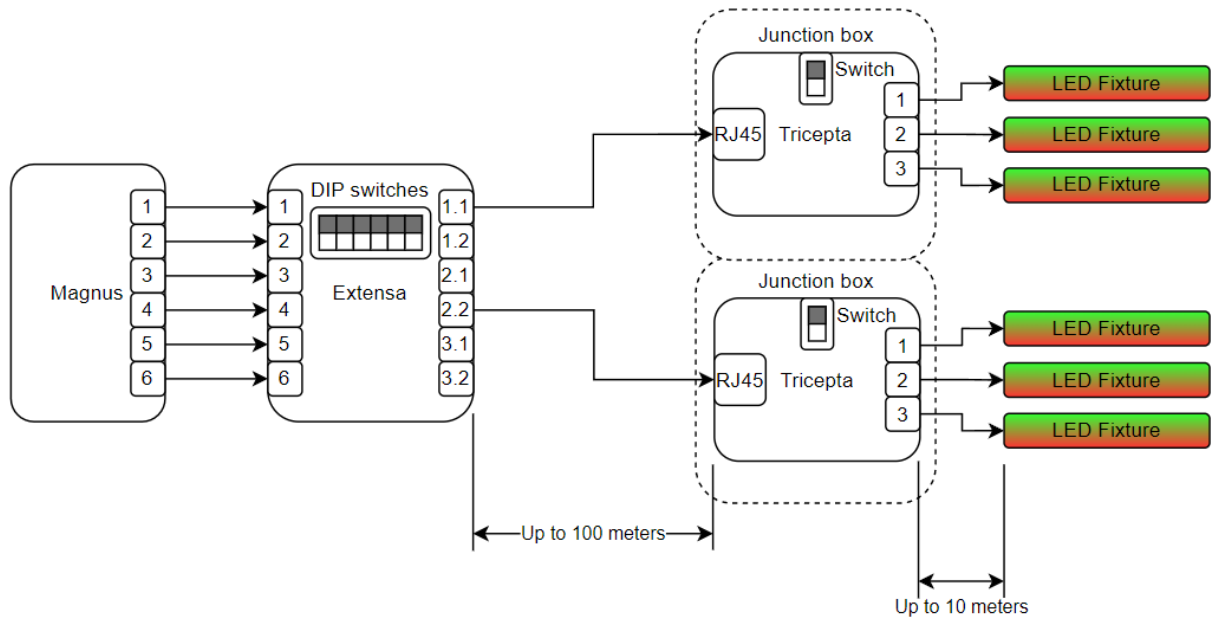 Magnus
1
2
3
4
5
6
DIP switches
1
2
3
4
5
6
Extensa
1.1
1.2
2.1
2.2
3.1
3.2
Junction box
Switch
RJ45
Tricepta
1
2
3
LED Fixture
LED Fixture
LED Fixture
Junction box
Switch
RJ45
Tricepta
1
2
3
LED Fixture
LED Fixture
LED Fixture
Up to 100 meters
Up to 10 meters